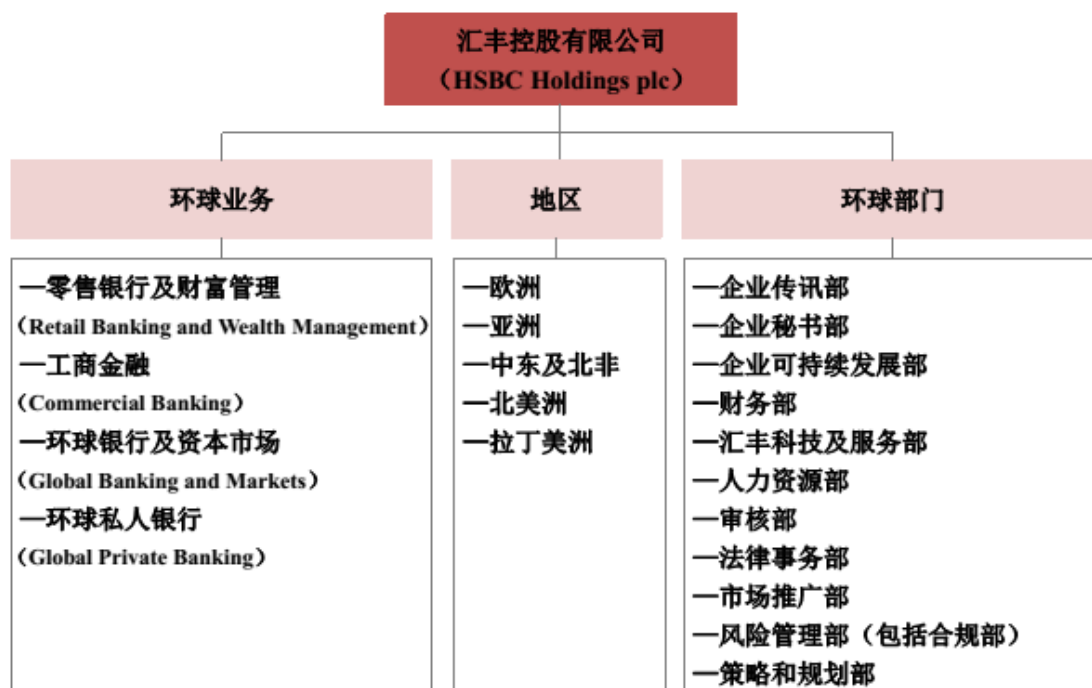 汇丰控股有限公司
（HSBC Holdings plc）
环球业务
—零售银行及财富管理
（Retail Banking and Wealth Management）
—工商金融
（Commercial Banking）
—环球银行及资本市场
（Global Banking and Markets）
—环球私人银行
（Global Private Banking）
地区
—欧洲
—亚洲
—中东及北非
—北美洲
—拉丁美洲
环球部门
—企业传讯部
—企业秘书部
—企业可持续发展部
—财务部
—汇丰科技及服务部
—人力资源部
—审核部
—法律事务部
—市场推广部
—风险管理部（包括合规部）
—策略和规划部